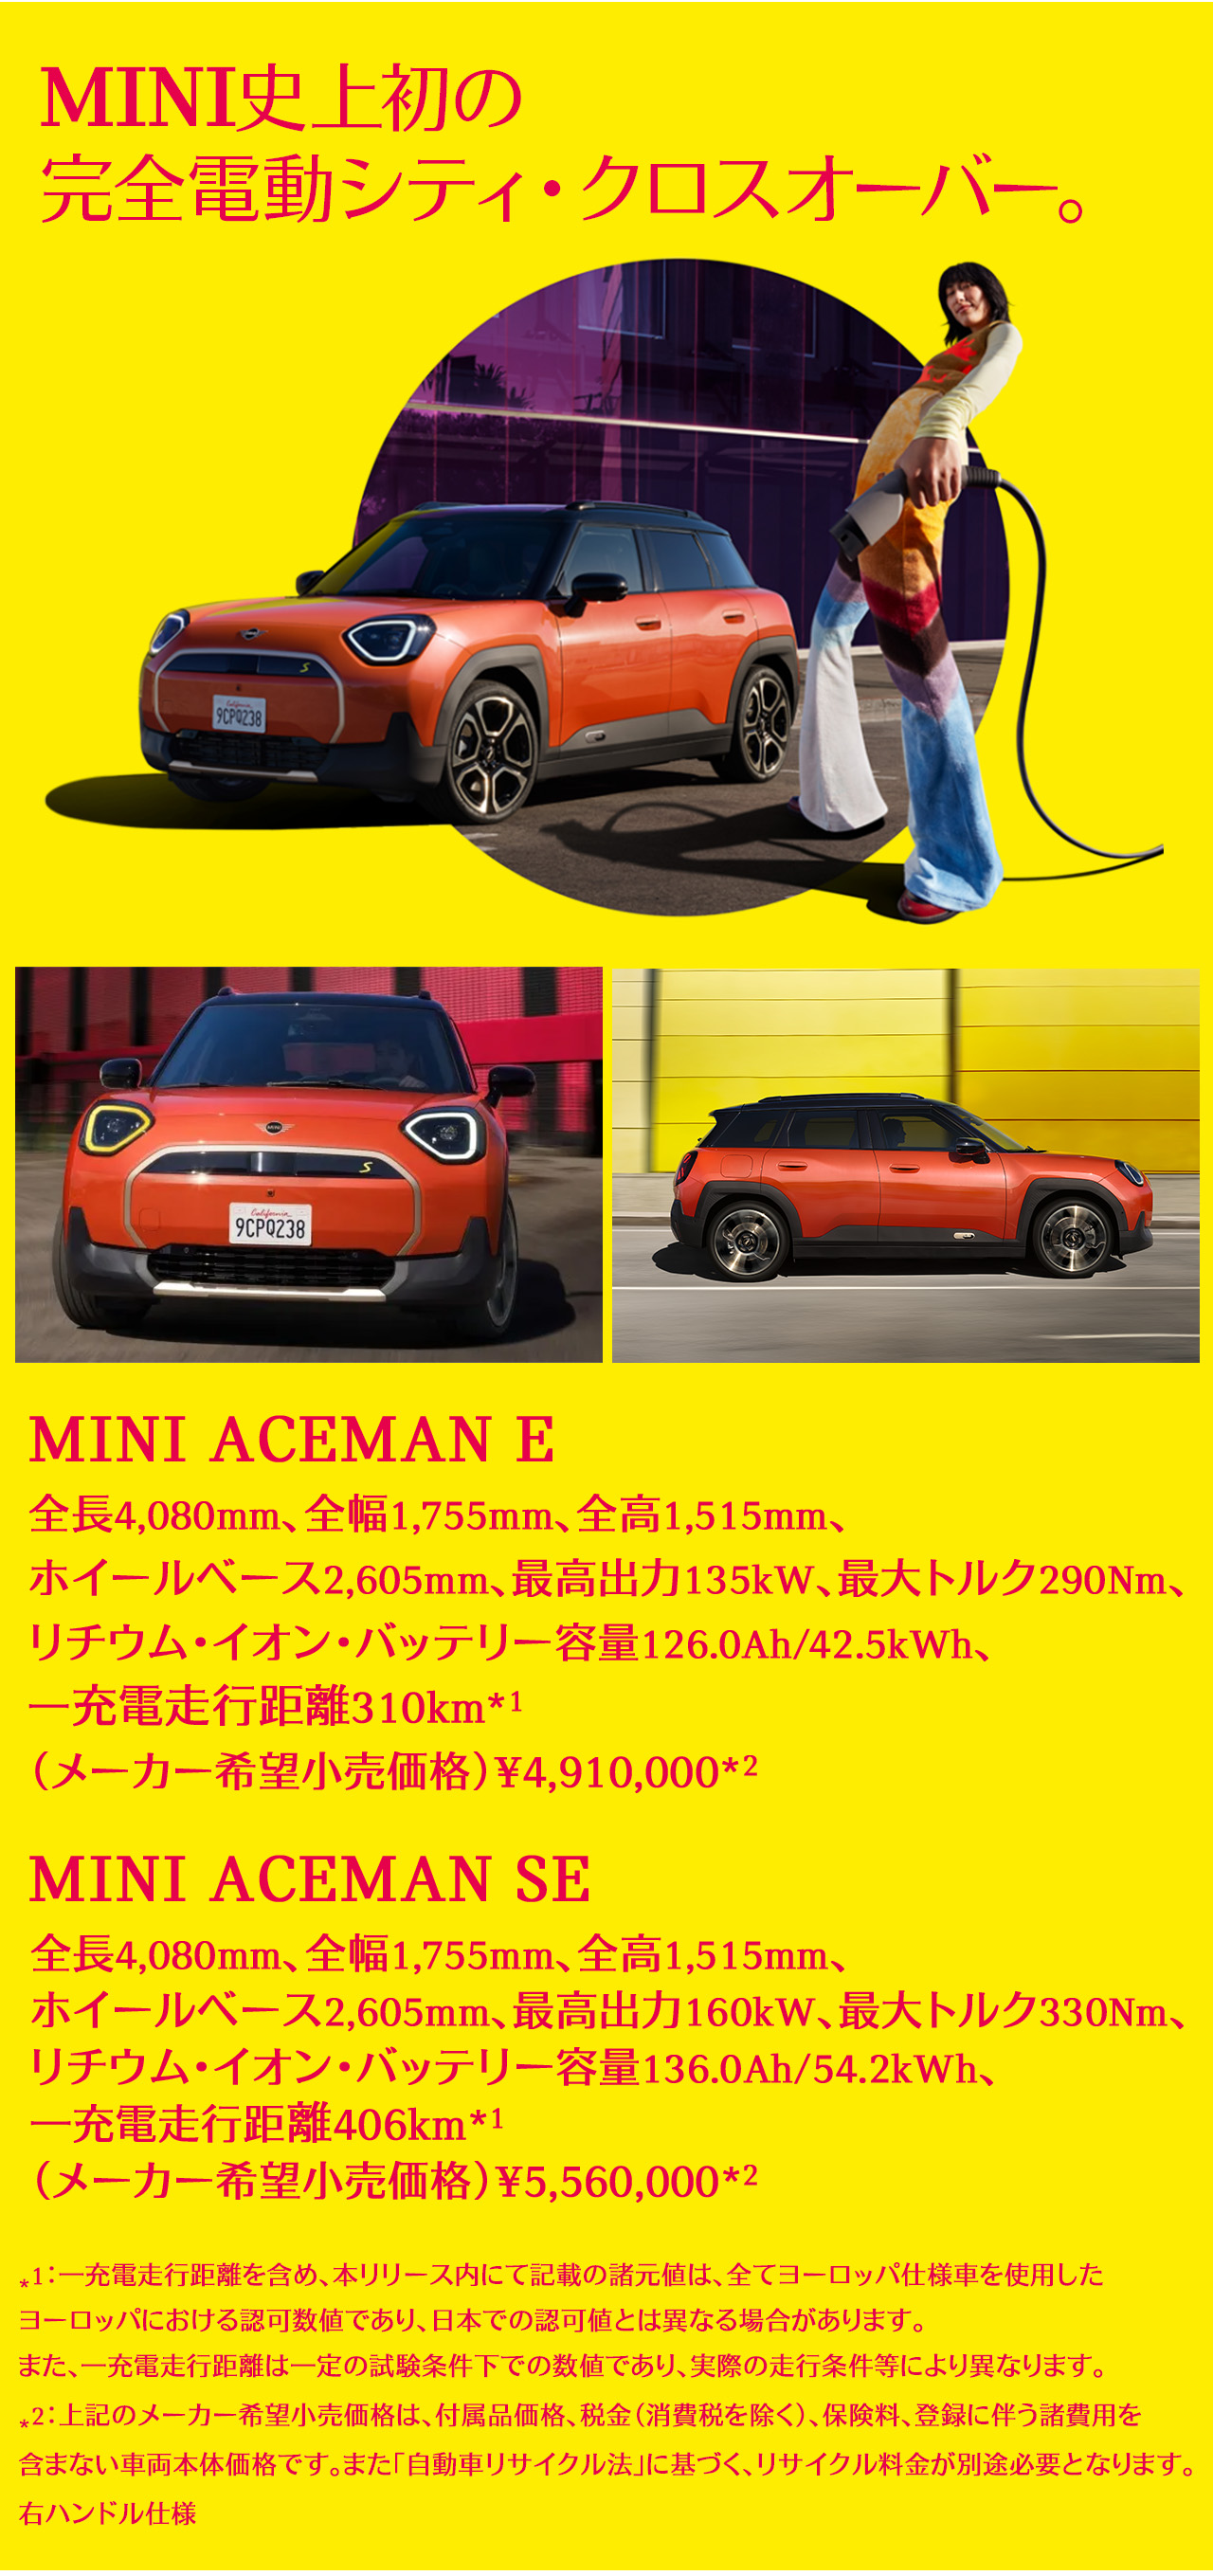 MINI史上初の
完全電動シティ・クロスオーバー。
S
California
9CPQ238
MINI
S
California
9CPQ238
MINI ACEMAN E
全長4,080mm、全幅1,755mm、全高1,515mm、
ホイールベース2,605mm、最高出力135kW、最大トルク290Nm、
リチウム・イオン・バッテリー容量126.0Ah/42.5kWh、
一充電走行距離310km*1
（メーカー希望小売価格）¥4,910,000*2
MINI ACEMAN SE
全長4,080mm、全幅1,755mm、全高1,515mm、
ホイールベース2,605mm、最高出力160kW、最大トルク330Nm、
リチウム・イオン・バッテリー容量136.0Ah/54.2kWh、
一充電走行距離406km*1
（メーカー希望小売価格）¥5,560,000*2
*1：一充電走行距離を含め、本リリース内にて記載の諸元値は、全てヨーロッパ仕様車を使用した
ヨーロッパにおける認可数値であり、日本での認可値とは異なる場合があります。
また、一充電走行距離は一定の試験条件下での数値であり、実際の走行条件等により異なります。
*2：上記のメーカー希望小売価格は、付属品価格、税金（消費税を除く）、保険料、登録に伴う諸費用を
含まない車両本体価格です。また「自動車リサイクル法」に基づく、リサイクル料金が別途必要となります。
右ハンドル仕様